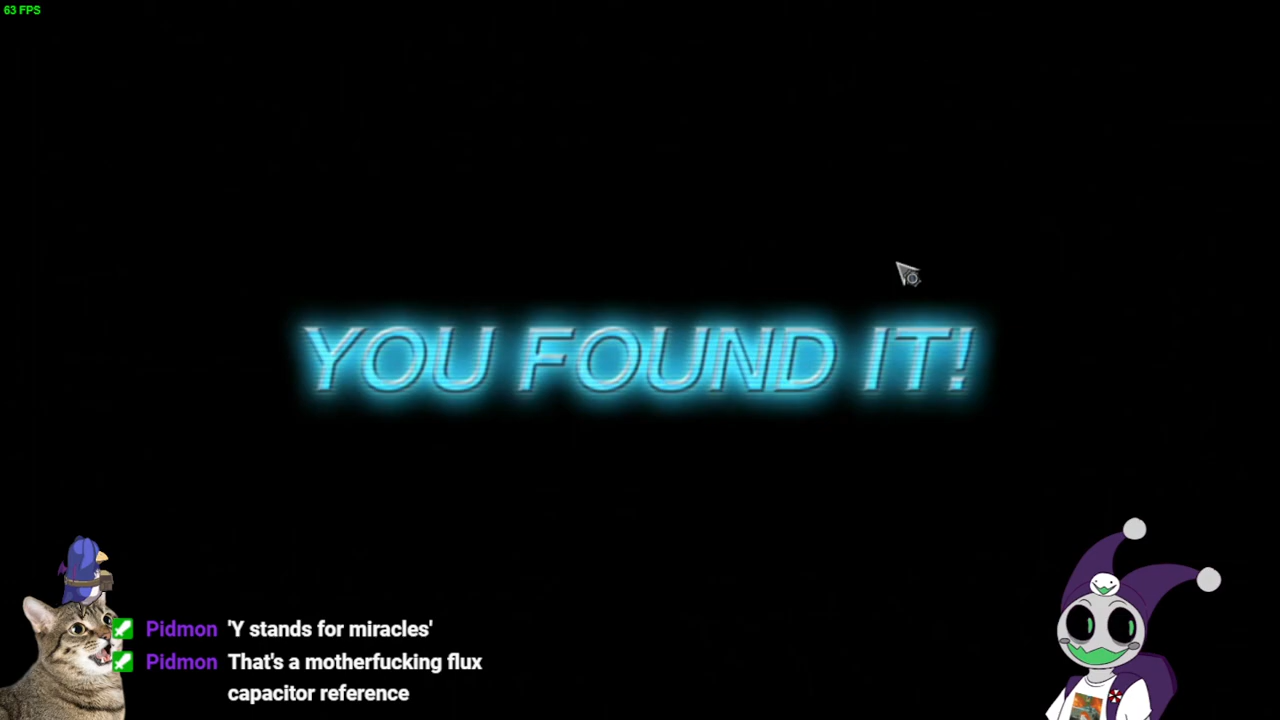 63 FPS
YOU FOUND IT!
Pidmon 'Y stands for miracles'
Pidmon That's a motherfucking flux
capacitor reference